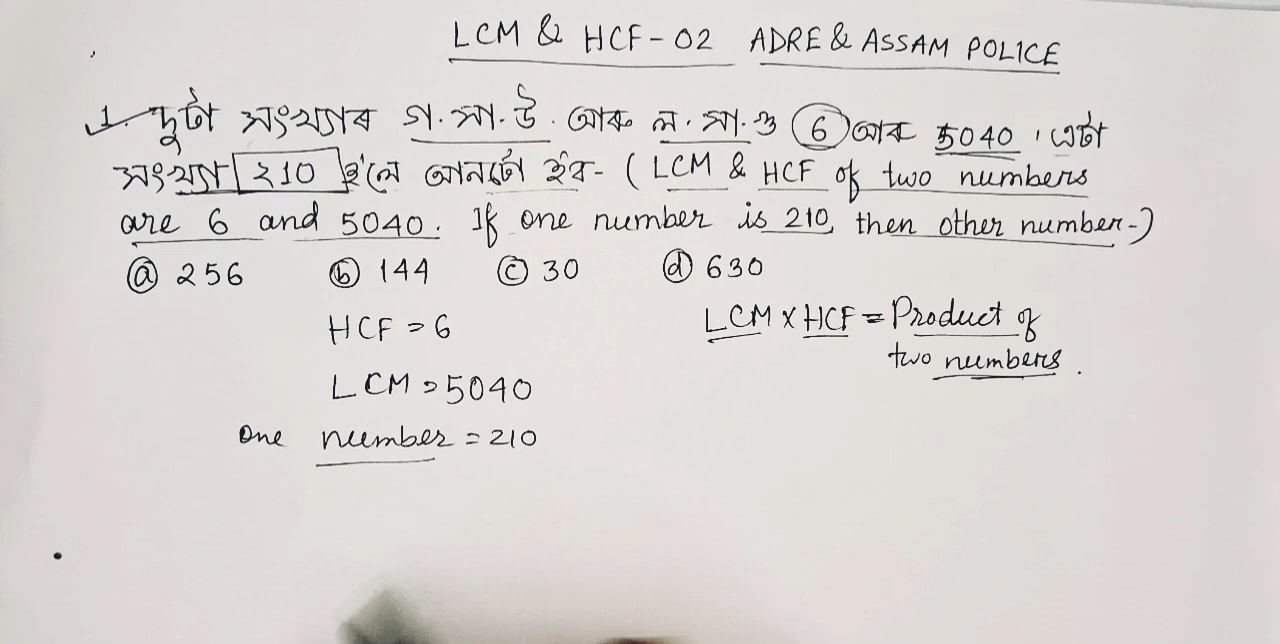 LCM & HCF - 02 ADRE & ASSAM POLICE
1. দুটা সংখ্যাৰ গ.সা.উ. আৰু ল.সা.গু 6 আৰু 5040 । এটা
সংখ্যা 210 হ'লে আনটো হ'ব- (LCM & HCF of two numbers
are 6 and 5040. If one number is 210, then other number-)
ⓐ 256 ⓑ 144 ⓒ 30 ⓓ 630
HCF = 6
LCM x HCF = Product of
two numbers.
LCM = 5040
One number = 210